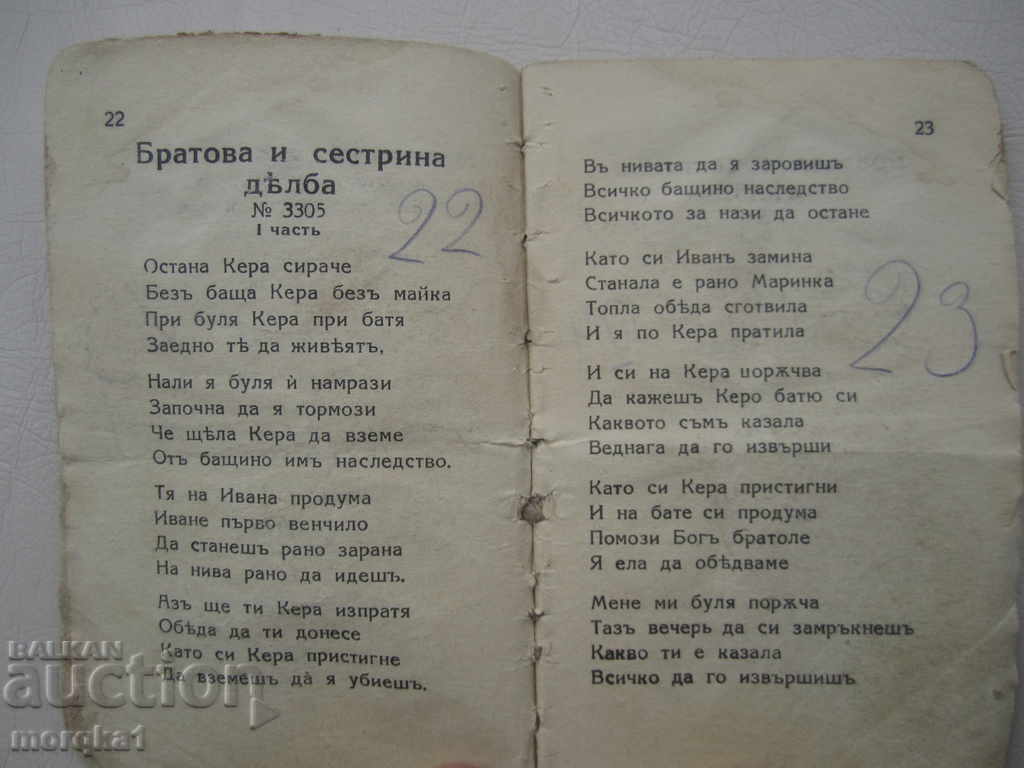 22
Братова и сестрина
дѣлба
№ 3305
I часть
22
Остана Кера сираче
Безъ баща Кера безъ майка
При буля Кера при батя
Заедно тѣ да живѣятъ,
Нали я буля ѝ намрази
Започна да я тормози
Че щѣла Кера да вземе
Отъ бащино имъ наследство.
Тя на Ивана продума
Иване първо венчило
Да станешъ рано зарана
На нива рано да идешъ.
Азъ ще ти Кера изпратя
Обѣда да ти донесе
Като си Кера пристигне
Да вземешъ да я убиешъ.
23
Въ нивата да я заровишъ
Всичко бащино наследство
Всичкото за нази да остане
Като си Иванъ замина
Станала е рано Маринка
Топла обѣда сготвила
И я по Кера пратила
23
И си на Кера порѫчва
Да кажешъ Керо батю си
Каквото съмъ казала
Веднага да го извърши
Като си Кера пристигни
И на бате си продума
Помози Богъ братоле
Я ела да обѣдваме
Мене ми буля порѫча
Тазъ вечерь да си замръкнешъ
Какво ти е казала
Всичко да го извършишъ
BALKAN
auction
morqka1